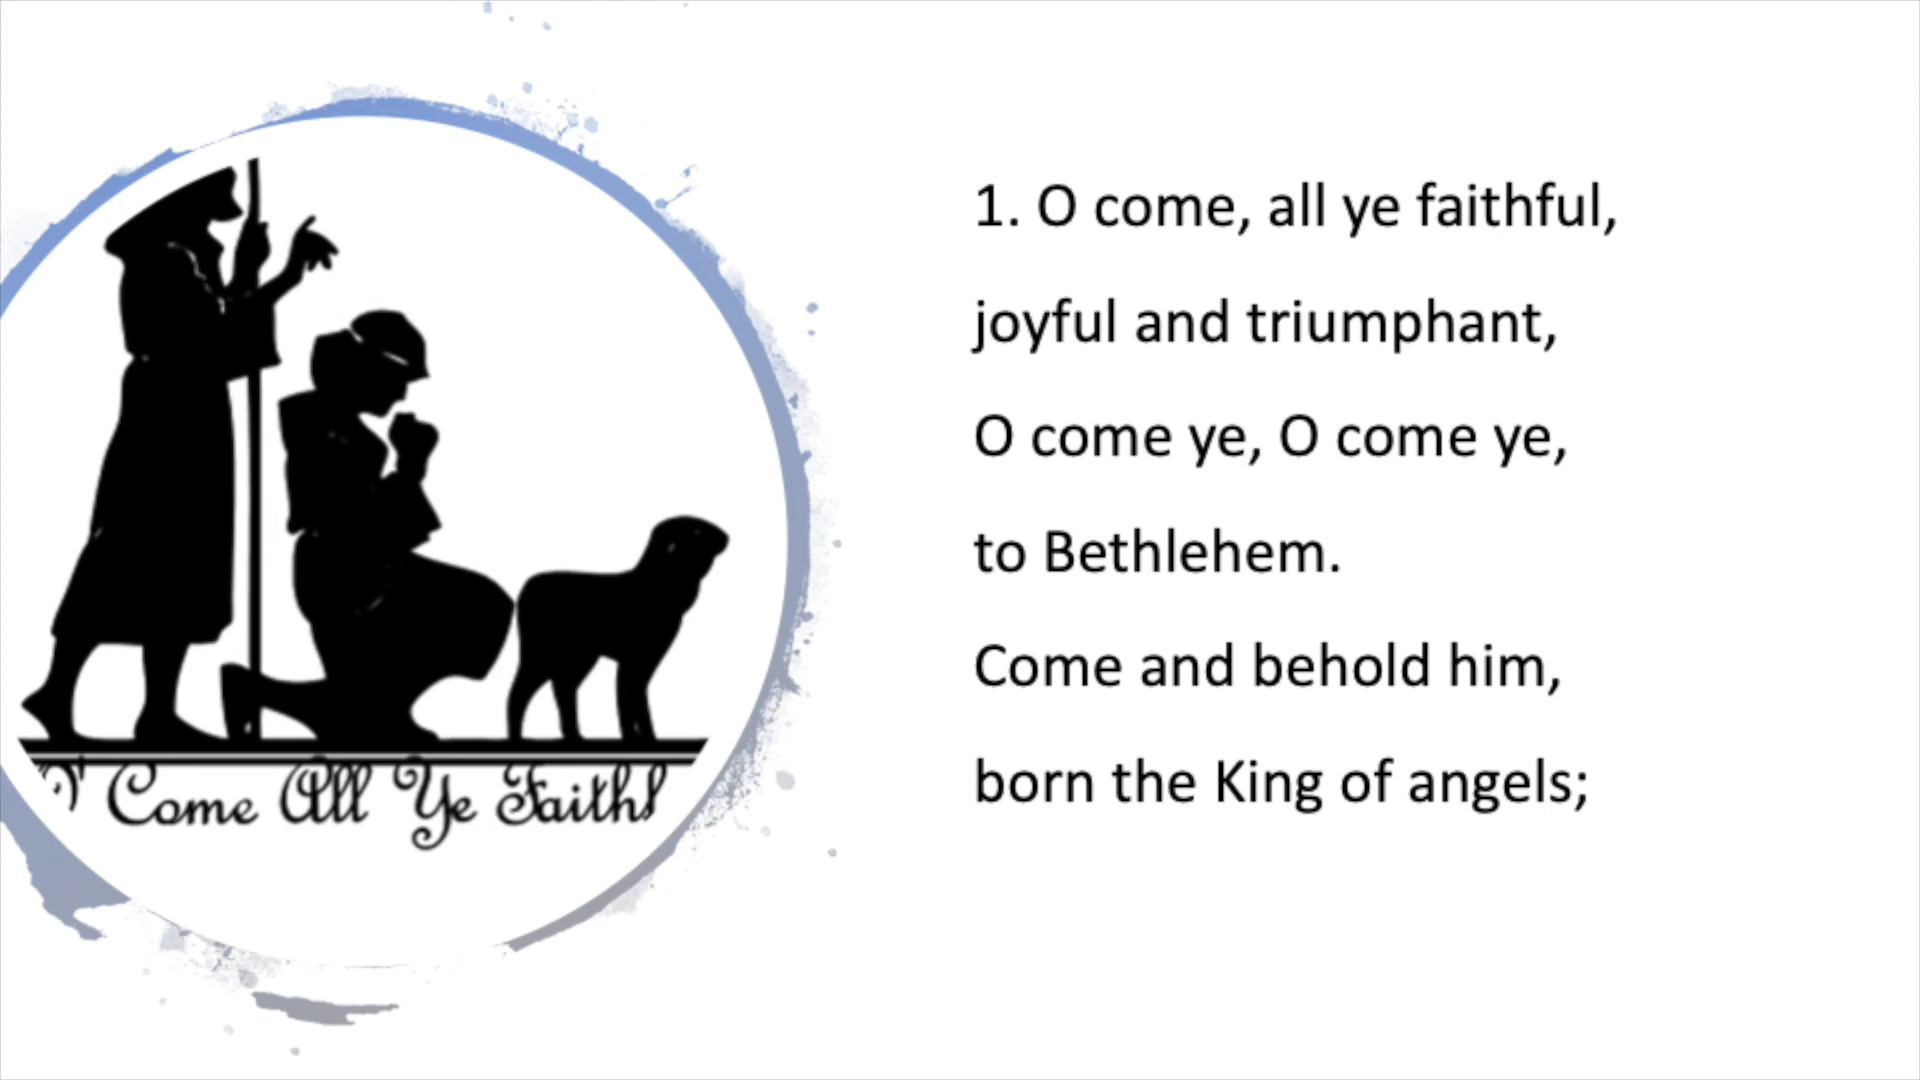 O' Come All Ye Faith
1. O come, all ye faithful,
joyful and triumphant,
O come ye, O come ye,
to Bethlehem.
Come and behold him,
born the King of angels;